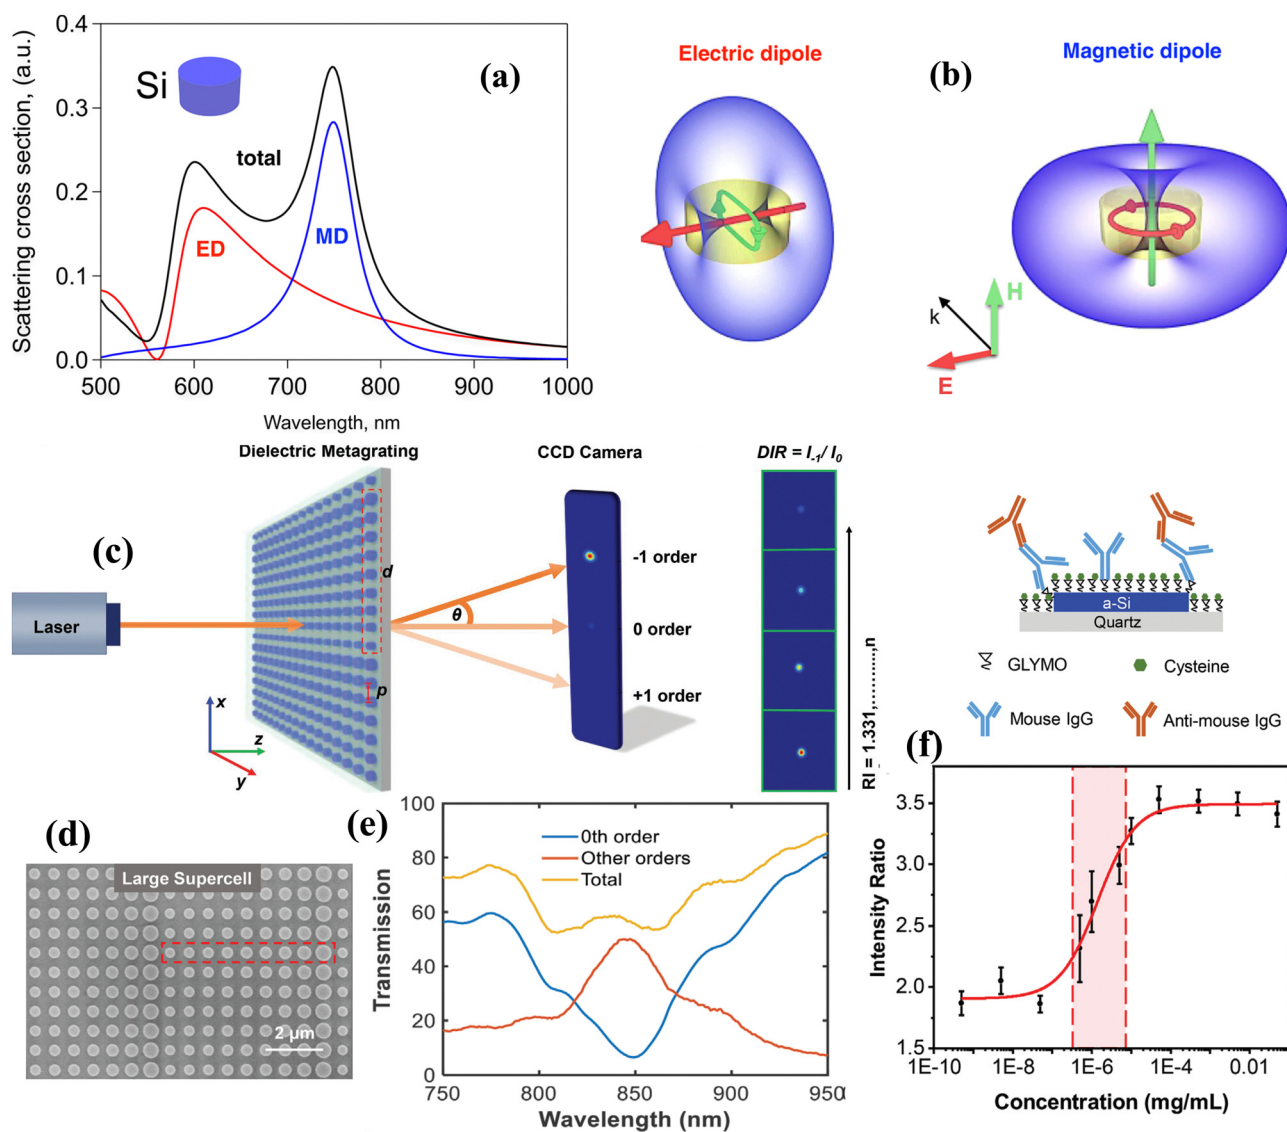 0.4
0.3
0.2
0.1
0.0
Scattering cross section, (a.u.)
Si
total
ED
MD
(a)
500
600
700
800
900
1000
Wavelength, nm
Electric dipole
(b)
Magnetic dipole
H
k
E
(c)
Dielectric Metagrating
CCD Camera
DIR = I-1/ I0
Laser
d
p
θ
-1 order
0 order
+1 order
x
z
y
RI = 1.331,..........,n
a-Si
Quartz
GLYMO
Cysteine
Mouse IgG
Anti-mouse IgG
(d)
Large Supercell
2 μm
(e)
100
80
60
40
20
0
Transmission
0th order
Other orders
Total
750
800
850
900
950
Wavelength (nm)
(f)
3.5
3.0
2.5
2.0
1.5
Intensity Ratio
1E-10
1E-8
1E-6
1E-4
0.01
Concentration (mg/mL)